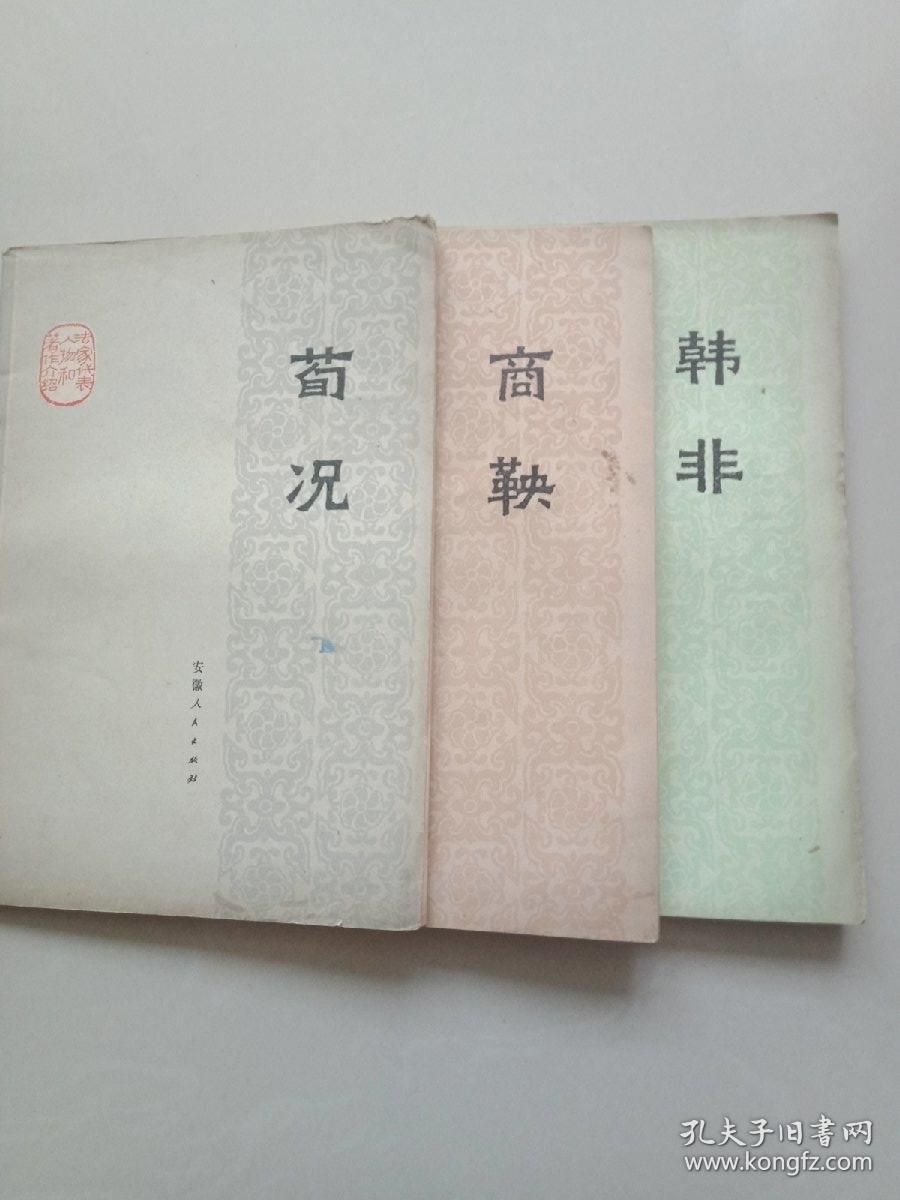 法家代表
人物和
著作介绍
荀况
安徽人民出版社
商鞅
韩非
孔夫子旧书网
www.kongfz.com